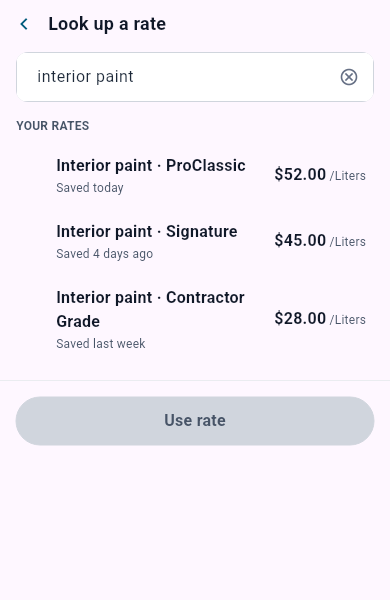 Look up a rate
interior paint
YOUR RATES
Interior paint · ProClassic
Saved today
$52.00 /Liters
Interior paint · Signature
Saved 4 days ago
$45.00 /Liters
Interior paint · Contractor
Grade
Saved last week
$28.00 /Liters
Use rate